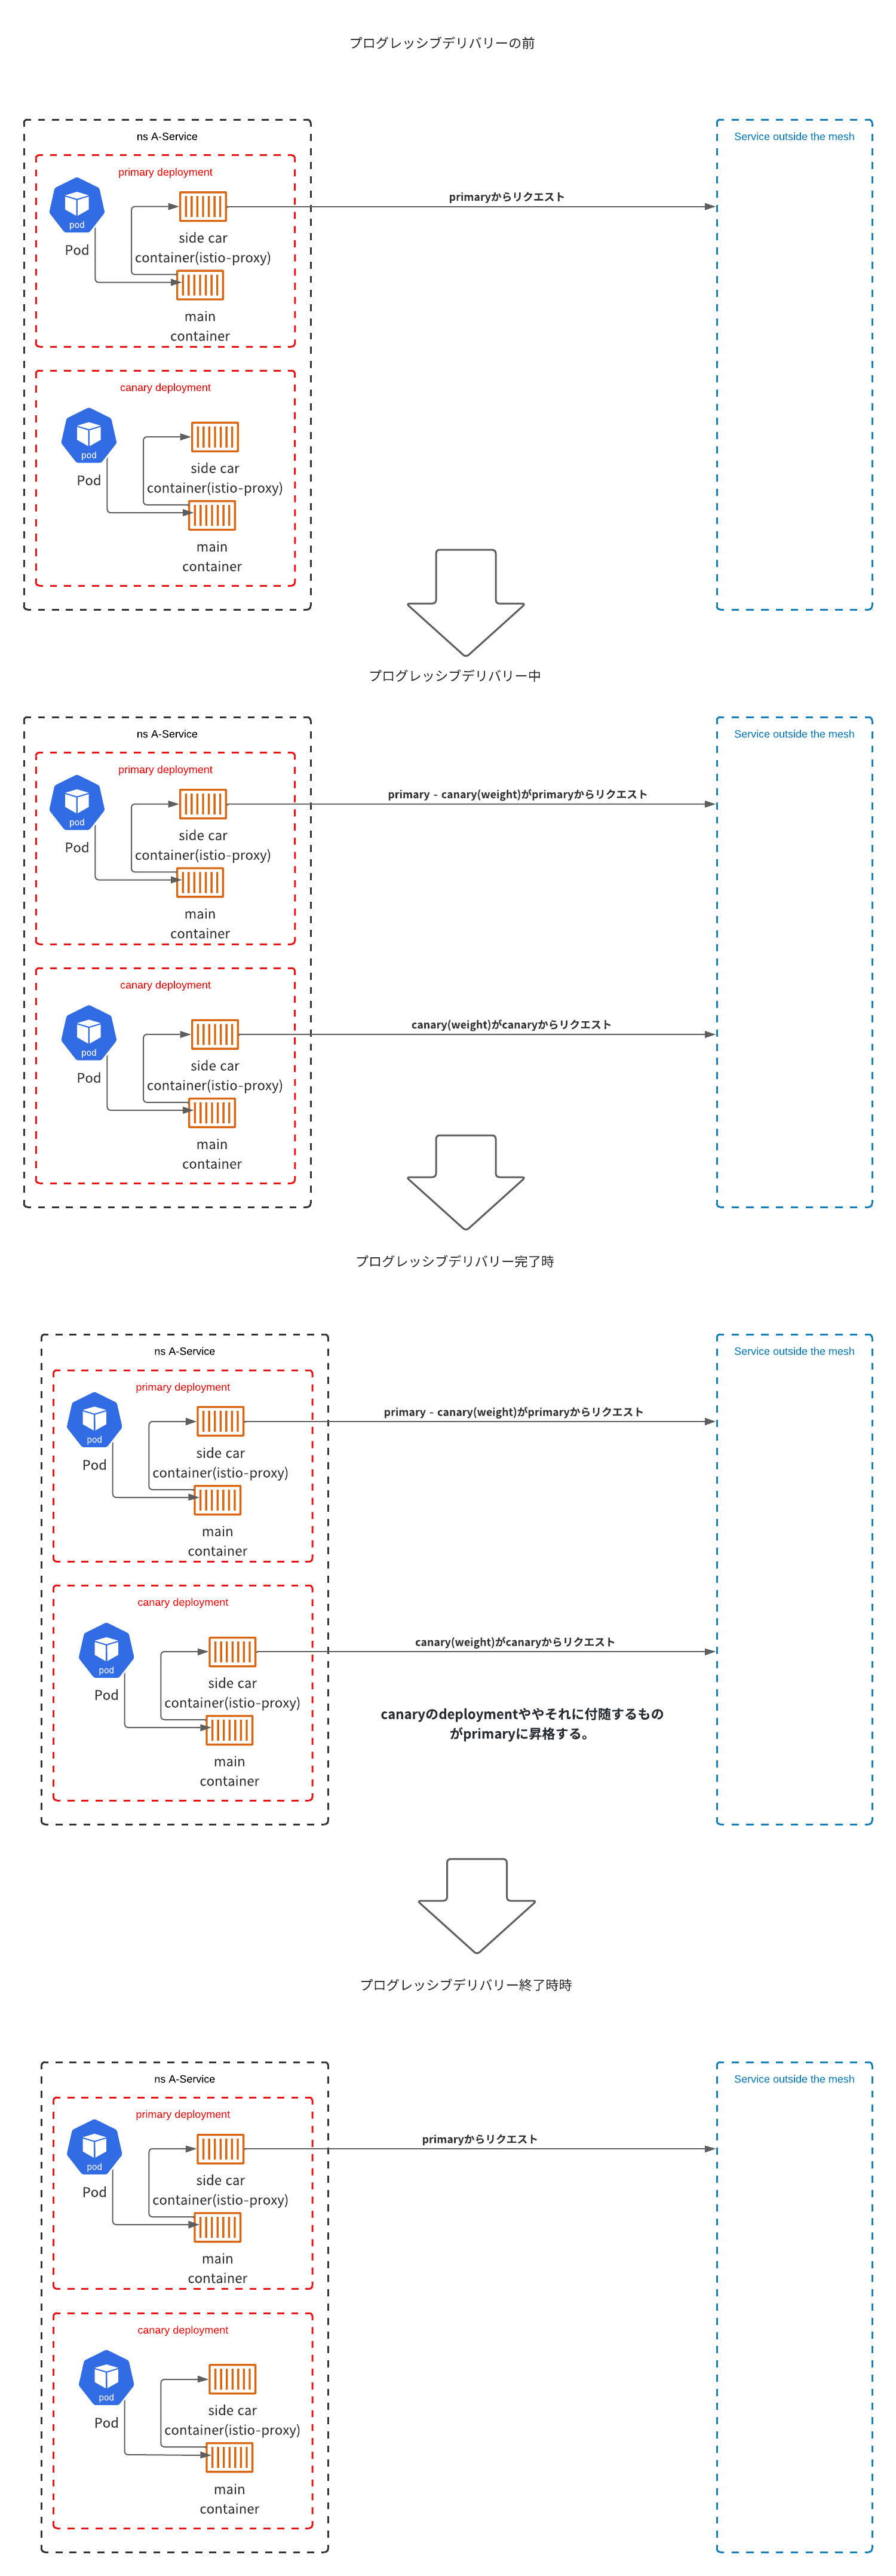 プログレッシブデリバリーの前
ns A-Service
Service outside the mesh
primary deployment
primaryからリクエスト
pod
Pod
side car
container(istio-proxy)
main
container
canary deployment
pod
Pod
side car
container(istio-proxy)
main
container
プログレッシブデリバリー中
ns A-Service
Service outside the mesh
primary deployment
primary - canary(weight)がprimaryからリクエスト
pod
Pod
side car
container(istio-proxy)
main
container
canary deployment
canary(weight)がcanaryからリクエスト
pod
Pod
side car
container(istio-proxy)
main
container
プログレッシブデリバリー完了時
ns A-Service
Service outside the mesh
primary deployment
primary - canary(weight)がprimaryからリクエスト
pod
Pod
side car
container(istio-proxy)
main
container
canary deployment
canary(weight)がcanaryからリクエスト
pod
Pod
side car
container(istio-proxy)
canaryのdeploymentややそれに付随するもの
がprimaryに昇格する。
main
container
プログレッシブデリバリー終了時時
ns A-Service
Service outside the mesh
primary deployment
primaryからリクエスト
pod
Pod
side car
container(istio-proxy)
main
container
canary deployment
pod
Pod
side car
container(istio-proxy)
main
container